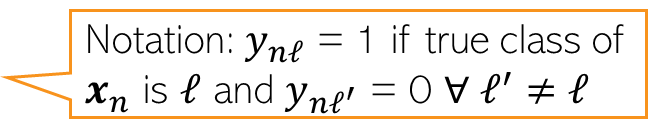 Notation: 𝒚ₙℓ = 1 if true class of
𝒙ₙ is ℓ and 𝒚ₙℓ′ = 0 ∀ ℓ′ ≠ ℓ